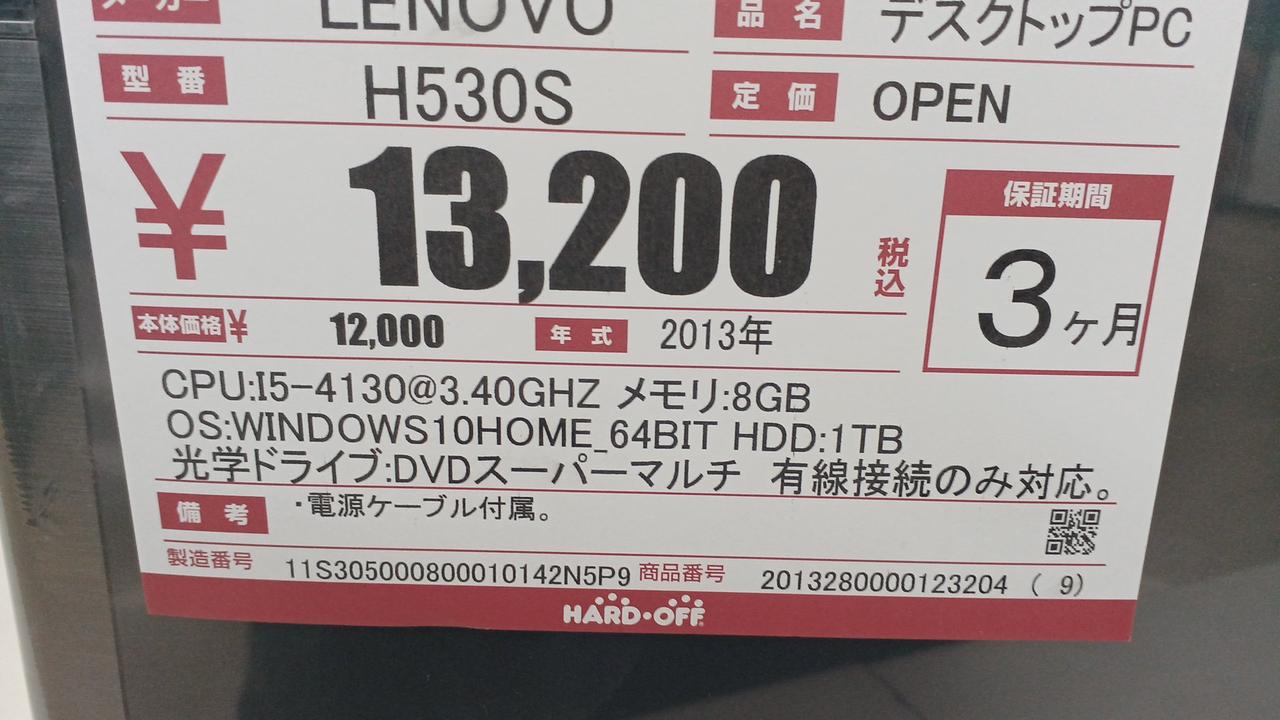 メーカー LENOVO 品名 デスクトップPC
型番 H530S 定価 OPEN
¥ 13,200 税込 保証期間 3ヶ月
本体価格 ¥ 12,000 年式 2013年
CPU:I5-4130@3.40GHZ メモリ:8GB
OS:WINDOWS10HOME_64BIT HDD:1TB
光学ドライブ:DVDスーパーマルチ 有線接続のみ対応。
備考 ・電源ケーブル付属。
製造番号 11S305000800010142N5P9 商品番号 2013280000123204 ( 9)
HARD・OFF